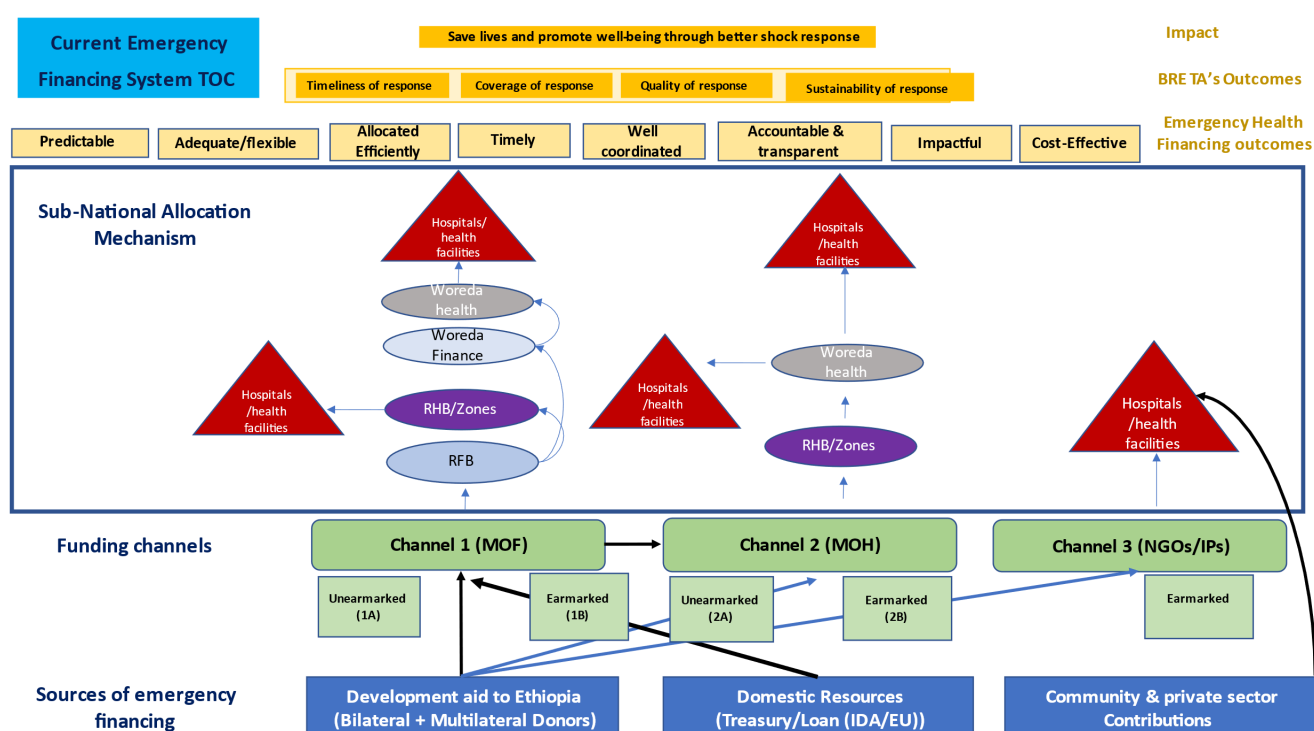 Current Emergency
Financing System TOC
Save lives and promote well-being through better shock response
Impact
Timeliness of response
Coverage of response
Quality of response
Sustainability of response
BRE TA’s Outcomes
Predictable
Adequate/flexible
Allocated
Efficiently
Timely
Well
coordinated
Accountable &
transparent
Impactful
Cost-Effective
Emergency Health
Financing outcomes
Sub-National Allocation
Mechanism
Hospitals/
health
facilities
Woreda
health
Woreda
Finance
Hospitals
/health
facilities
RHB/Zones
RFB
Hospitals
/health
facilities
Hospitals
/health
facilities
Woreda
health
RHB/Zones
Hospitals
/health
facilities
Funding channels
Channel 1 (MOF)
Channel 2 (MOH)
Channel 3 (NGOs/IPs)
Unearmarked
(1A)
Earmarked
(1B)
Unearmarked
(2A)
Earmarked
(2B)
Earmarked
Sources of emergency
financing
Development aid to Ethiopia
(Bilateral + Multilateral Donors)
Domestic Resources
(Treasury/Loan (IDA/EU))
Community & private sector
Contributions